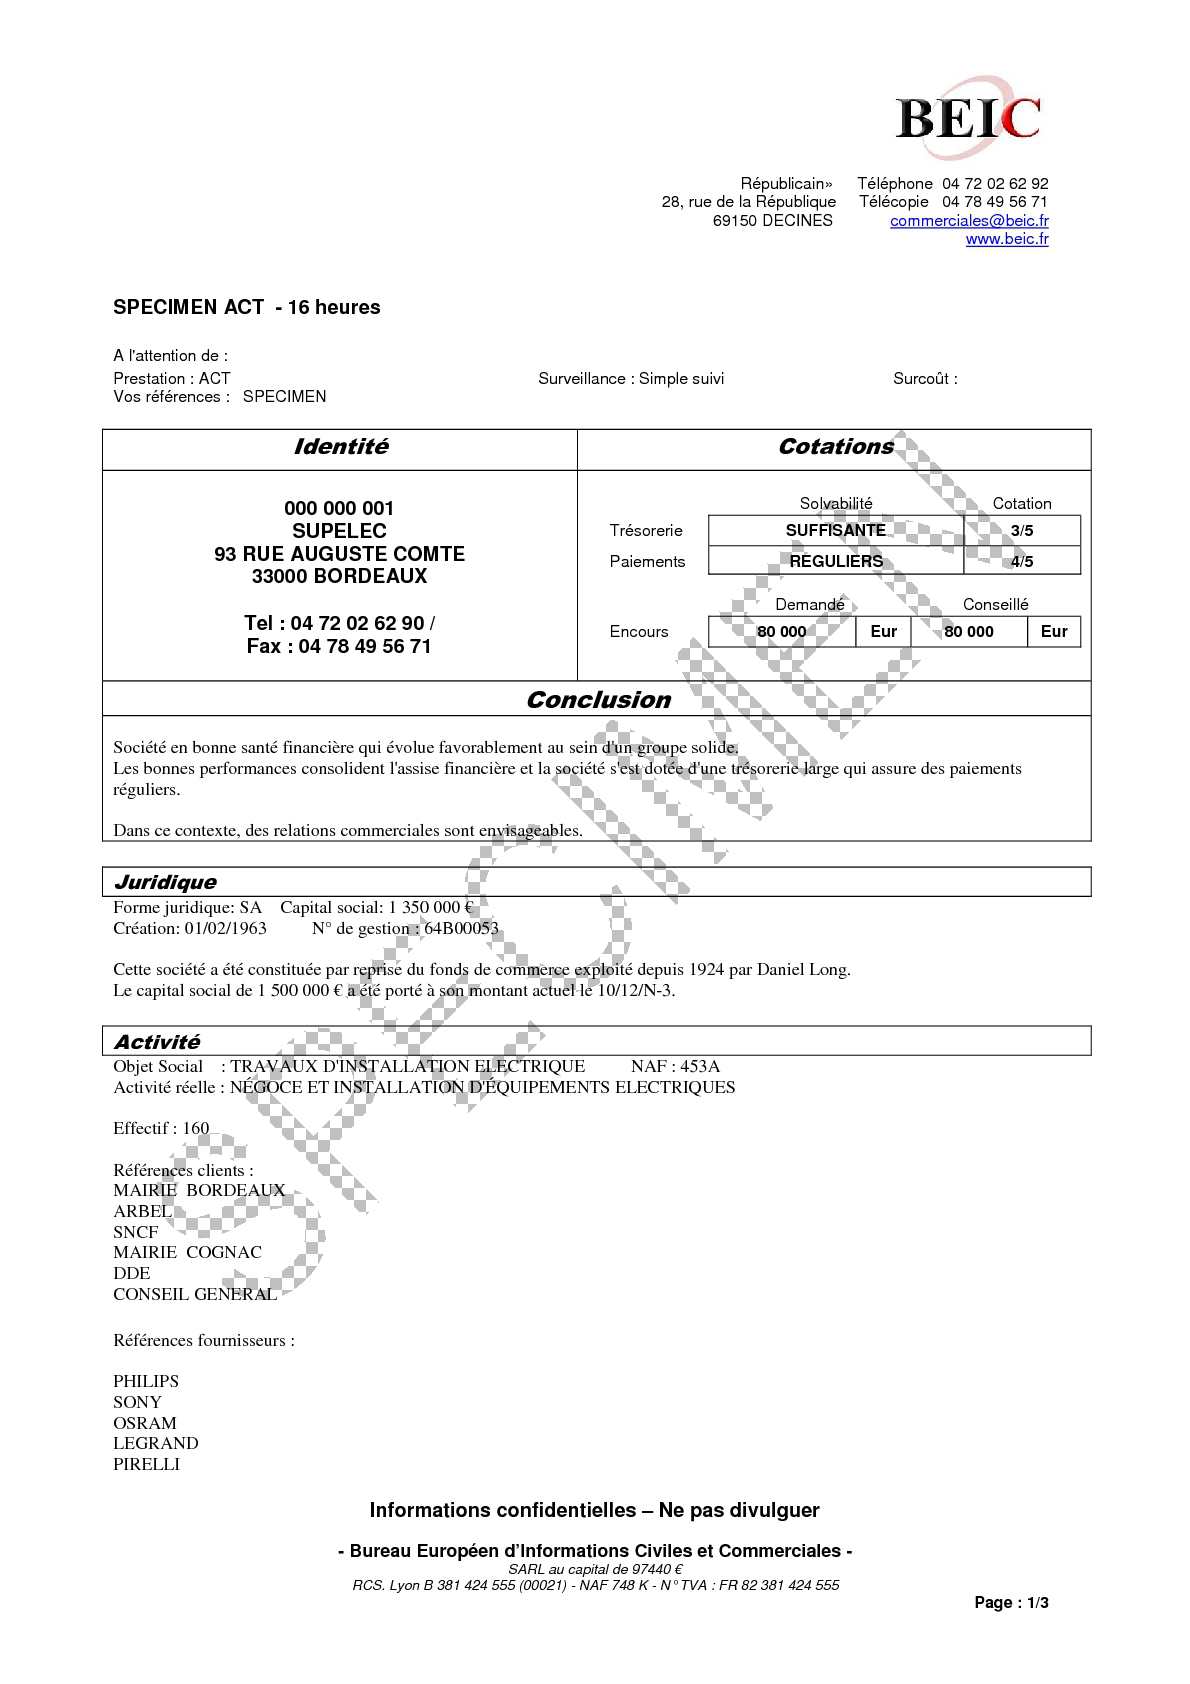 BEIC
Républicain» Téléphone 04 72 02 62 92
28, rue de la République Télécopie 04 78 49 56 71
69150 DECINES commerciales@beic.fr
www.beic.fr
SPECIMEN ACT - 16 heures
A l'attention de :
Prestation : ACT Surveillance : Simple suivi Surcoût :
Vos références : SPECIMEN
Identité Cotations
000 000 001
SUPELEC
93 RUE AUGUSTE COMTE
33000 BORDEAUX
Tel : 04 72 02 62 90 /
Fax : 04 78 49 56 71
Solvabilité Cotation
Trésorerie SUFFISANTE 3/5
Paiements RÉGULIERS 4/5
Demandé Conseillé
Encours 80 000 Eur 80 000 Eur
Conclusion
Société en bonne santé financière qui évolue favorablement au sein d'un groupe solide.
Les bonnes performances consolident l'assise financière et la société s'est dotée d'une trésorerie large qui assure des paiements
réguliers.
Dans ce contexte, des relations commerciales sont envisageables.
Juridique
Forme juridique: SA Capital social: 1 350 000 €
Création: 01/02/1963 N° de gestion : 64B00053
Cette société a été constituée par reprise du fonds de commerce exploité depuis 1924 par Daniel Long.
Le capital social de 1 500 000 € a été porté à son montant actuel le 10/12/N-3.
Activité
Objet Social : TRAVAUX D'INSTALLATION ELECTRIQUE NAF : 453A
Activité réelle : NÉGOCE ET INSTALLATION D'ÉQUIPEMENTS ELECTRIQUES
Effectif : 160
Références clients :
MAIRIE BORDEAUX
ARBEL
SNCF
MAIRIE COGNAC
DDE
CONSEIL GENERAL
Références fournisseurs :
PHILIPS
SONY
OSRAM
LEGRAND
PIRELLI
SPECIMEN
Informations confidentielles – Ne pas divulguer
- Bureau Européen d’Informations Civiles et Commerciales -
SARL au capital de 97440 €
RCS. Lyon B 381 424 555 (00021) - NAF 748 K - N° TVA : FR 82 381 424 555
Page : 1/3